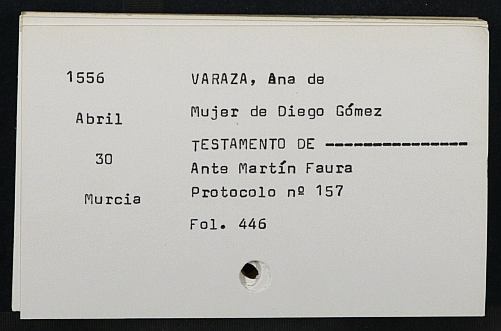 1556 VARAZA, Ana de
Abril Mujer de Diego Gómez
TESTAMENTO DE ---------------
30 Ante Martín Faura
Murcia Protocolo nº 157
Fol. 446